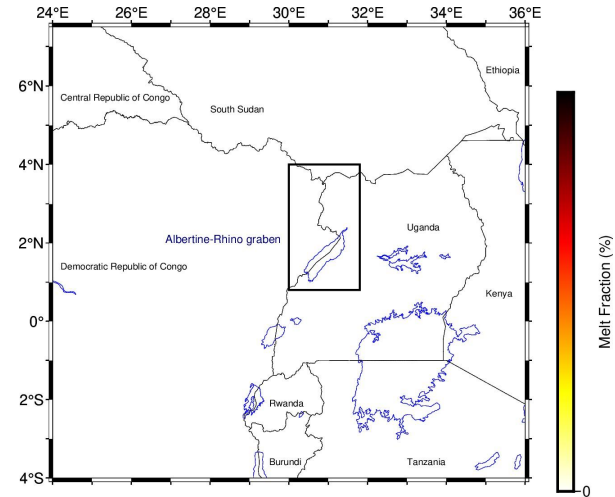 24°E 26°E 28°E 30°E 32°E 34°E 36°E
Ethiopia
6°N
Central Republic of Congo
South Sudan
4°N
Uganda
Albertine-Rhino graben
2°N
Democratic Republic of Congo
Kenya
0°
Melt Fraction (%)
2°S
Rwanda
Burundi
Tanzania
4°S
0